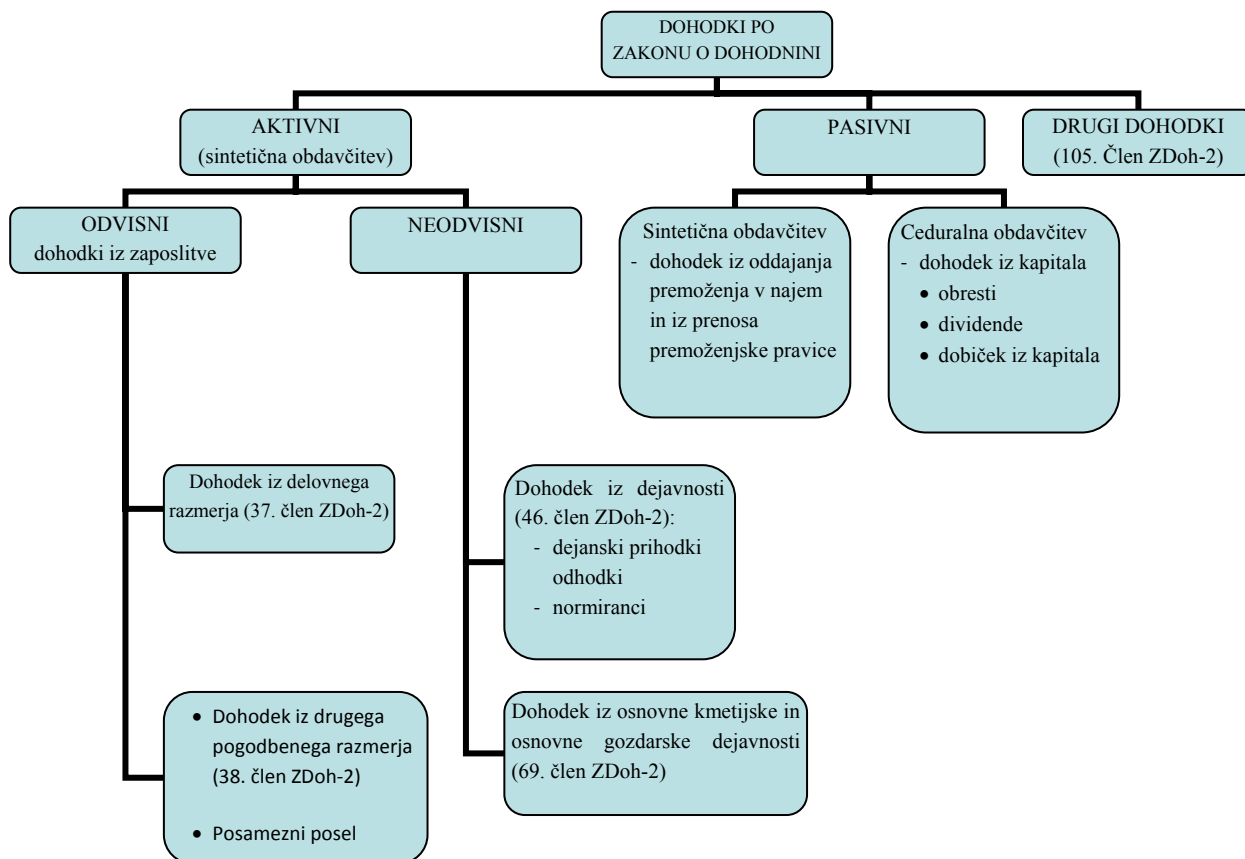 DOHODKI PO
ZAKONU O DOHODNINI
AKTIVNI
(sintetična obdavčitev)
PASIVNI
DRUGI DOHODKI
(105. Člen ZDoh-2)
ODVISNI
dohodki iz zaposlitve
NEODVISNI
Sintetična obdavčitev
- dohodek iz oddajanja
premoženja v najem
in iz prenosa
premoženjske pravice
Ceduralna obdavčitev
- dohodek iz kapitala
• obresti
• dividende
• dobiček iz kapitala
Dohodek iz delovnega
razmerja (37. člen ZDoh-2)
Dohodek iz dejavnosti
(46. člen ZDoh-2):
- dejanski prihodki
odhodki
- normiranci
• Dohodek iz drugega
pogodbenega razmerja
(38. člen ZDoh-2)
• Posamezni posel
Dohodek iz osnovne kmetijske in
osnovne gozdarske dejavnosti
(69. člen ZDoh-2)